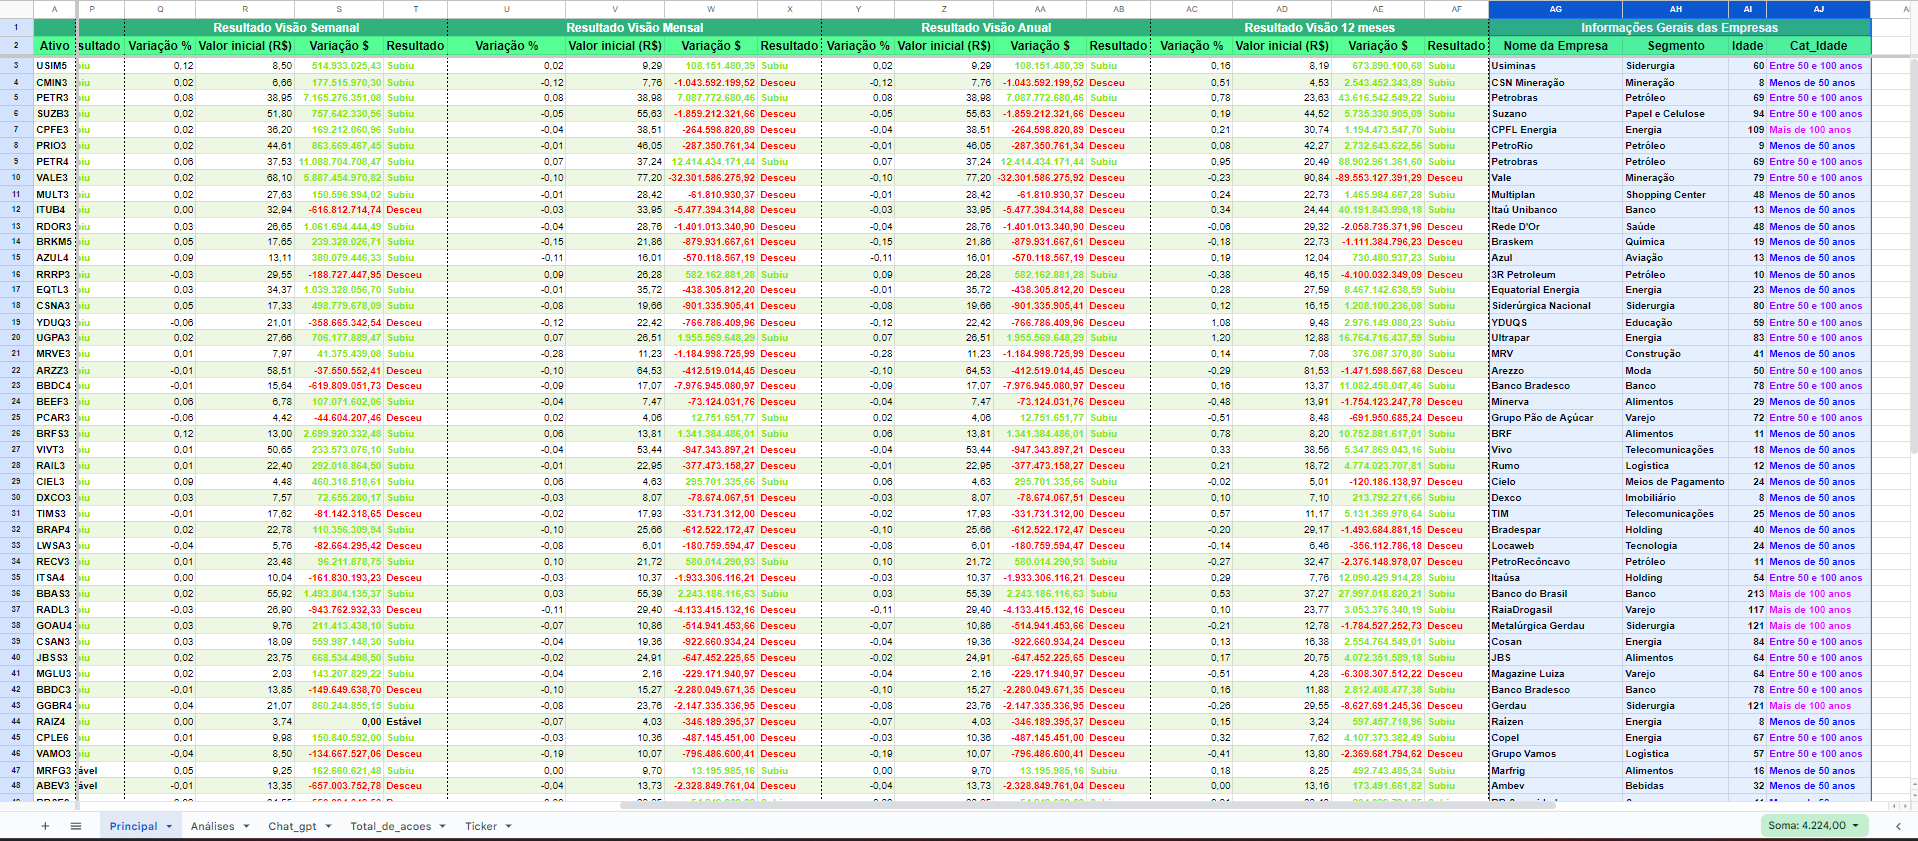 A P Q R S T U V W X Y Z AA AB AC AD AE AF AG AH AI AJ
1 Resultado Visão Semanal Resultado Visão Mensal Resultado Visão Anual Resultado Visão 12 meses Informações Gerais das Empresas
2 Ativo sultado Variação % Valor inicial (R$) Variação $ Resultado Variação % Valor inicial (R$) Variação $ Resultado Variação % Valor inicial (R$) Variação $ Resultado Variação % Valor inicial (R$) Variação $ Resultado Nome da Empresa Segmento Idade Cat_Idade
3 USIM5 iu 0,12 8,50 514.933.025,43 Subiu 0,02 9,29 108.151.480,39 Subiu 0,02 9,29 108.151.480,39 Subiu 0,16 8,19 673.890.100,68 Subiu Usiminas Siderurgia 60 Entre 50 e 100 anos
4 CMIN3 iu 0,02 6,66 177.515.970,30 Subiu -0,12 7,76 -1.043.592.199,52 Desceu -0,12 7,76 -1.043.592.199,52 Desceu 0,51 4,53 2.543.452.343,89 Subiu CSN Mineração Mineração 8 Menos de 50 anos
5 PETR3 iu 0,08 38,95 7.165.276.351,08 Subiu 0,08 38,98 7.087.772.680,46 Subiu 0,08 38,98 7.087.772.680,46 Subiu 0,78 23,63 43.616.542.549,22 Subiu Petrobras Petróleo 69 Entre 50 e 100 anos
6 SUZB3 iu 0,02 51,80 757.642.330,56 Subiu -0,05 55,63 -1.859.212.321,66 Desceu -0,05 55,63 -1.859.212.321,66 Desceu 0,19 44,52 5.735.330.905,09 Subiu Suzano Papel e Celulose 94 Entre 50 e 100 anos
7 CPFE3 iu 0,02 36,20 169.212.060,96 Subiu -0,04 38,51 -264.598.820,89 Desceu -0,04 38,51 -264.598.820,89 Desceu 0,21 30,74 1.194.473.547,70 Subiu CPFL Energia Energia 109 Mais de 100 anos
8 PRIO3 iu 0,02 44,61 863.669.467,45 Subiu -0,01 46,05 -287.350.761,34 Desceu -0,01 46,05 -287.350.761,34 Desceu 0,08 42,27 2.732.643.622,56 Subiu PetroRio Petróleo 9 Menos de 50 anos
9 PETR4 iu 0,06 37,53 11.088.704.708,47 Subiu 0,07 37,24 12.414.434.171,44 Subiu 0,07 37,24 12.414.434.171,44 Subiu 0,95 20,49 88.902.961.361,60 Subiu Petrobras Petróleo 69 Entre 50 e 100 anos
10 VALE3 iu 0,02 68,10 5.887.454.970,82 Subiu -0,10 77,20 -32.301.586.275,92 Desceu -0,10 77,20 -32.301.586.275,92 Desceu -0,23 90,84 -89.553.127.391,29 Desceu Vale Mineração 79 Entre 50 e 100 anos
11 MULT3 iu 0,02 27,63 150.596.994,02 Subiu -0,01 28,42 -61.810.930,37 Desceu -0,01 28,42 -61.810.930,37 Desceu 0,24 22,73 1.465.984.667,28 Subiu Multiplan Shopping Center 48 Menos de 50 anos
12 ITUB4 iu 0,00 32,94 -616.812.714,74 Desceu -0,03 33,95 -5.477.394.314,88 Desceu -0,03 33,95 -5.477.394.314,88 Desceu 0,34 24,44 40.191.843.998,18 Subiu Itaú Unibanco Banco 13 Menos de 50 anos
13 RDOR3 iu 0,03 26,65 1.061.694.444,49 Subiu -0,04 28,76 -1.401.013.340,90 Desceu -0,04 28,76 -1.401.013.340,90 Desceu -0,06 29,32 -2.058.735.371,96 Desceu Rede D'Or Saúde 48 Menos de 50 anos
14 BRKM5 iu 0,05 17,65 239.328.026,71 Subiu -0,15 21,86 -879.931.667,61 Desceu -0,15 21,86 -879.931.667,61 Desceu -0,18 22,73 -1.111.384.796,23 Desceu Braskem Química 19 Menos de 50 anos
15 AZUL4 iu 0,09 13,11 380.079.446,33 Subiu -0,11 16,01 -570.118.567,19 Desceu -0,11 16,01 -570.118.567,19 Desceu 0,19 12,04 730.480.937,23 Subiu Azul Aviação 13 Menos de 50 anos
16 RRRP3 iu -0,03 29,55 -188.727.447,95 Desceu 0,09 26,28 582.162.881,28 Subiu 0,09 26,28 582.162.881,28 Subiu -0,38 46,15 -4.100.032.349,09 Desceu 3R Petroleum Petróleo 10 Menos de 50 anos
17 EQTL3 iu 0,03 34,37 1.039.328.056,70 Subiu -0,01 35,72 -438.305.812,20 Desceu -0,01 35,72 -438.305.812,20 Desceu 0,28 27,59 8.467.142.638,59 Subiu Equatorial Energia Energia 23 Menos de 50 anos
18 CSNA3 iu 0,05 17,33 498.779.678,09 Subiu -0,08 19,66 -901.335.905,41 Desceu -0,08 19,66 -901.335.905,41 Desceu 0,12 16,15 1.208.100.236,08 Subiu Siderúrgica Nacional Siderurgia 80 Entre 50 e 100 anos
19 YDUQ3 iu -0,06 21,01 -358.665.342,54 Desceu -0,12 22,42 -766.786.409,96 Desceu -0,12 22,42 -766.786.409,96 Desceu 1,08 9,48 2.976.149.080,23 Subiu YDUQS Educação 59 Entre 50 e 100 anos
20 UGPA3 iu 0,02 27,66 706.177.889,47 Subiu 0,07 26,51 1.955.569.648,29 Subiu 0,07 26,51 1.955.569.648,29 Subiu 1,20 12,88 16.764.716.437,59 Subiu Ultrapar Energia 83 Entre 50 e 100 anos
21 MRVE3 iu 0,01 7,97 41.375.439,08 Subiu -0,28 11,23 -1.184.998.725,99 Desceu -0,28 11,23 -1.184.998.725,99 Desceu 0,14 7,08 376.087.370,80 Subiu MRV Construção 41 Menos de 50 anos
22 ARZZ3 iu -0,01 58,51 -37.550.552,41 Desceu -0,10 64,53 -412.519.014,45 Desceu -0,10 64,53 -412.519.014,45 Desceu -0,29 81,53 -1.471.598.567,68 Desceu Arezzo Moda 50 Entre 50 e 100 anos
23 BBDC4 iu -0,01 15,64 -619.809.051,73 Desceu -0,09 17,07 -7.976.945.080,97 Desceu -0,09 17,07 -7.976.945.080,97 Desceu 0,16 13,37 11.082.458.047,46 Subiu Banco Bradesco Banco 78 Entre 50 e 100 anos
24 BEEF3 iu 0,06 6,78 107.071.602,06 Subiu -0,04 7,47 -73.124.031,76 Desceu -0,04 7,47 -73.124.031,76 Desceu -0,48 13,91 -1.754.123.247,78 Desceu Minerva Alimentos 29 Menos de 50 anos
25 PCAR3 iu -0,06 4,42 -44.604.207,46 Desceu 0,02 4,06 12.751.651,77 Subiu 0,02 4,06 12.751.651,77 Subiu -0,51 8,48 -691.950.685,24 Desceu Grupo Pão de Açúcar Varejo 72 Entre 50 e 100 anos
26 BRFS3 iu 0,12 13,00 2.699.920.332,48 Subiu 0,06 13,81 1.341.384.486,01 Subiu 0,06 13,81 1.341.384.486,01 Subiu 0,78 8,20 10.752.881.617,01 Subiu BRF Alimentos 11 Menos de 50 anos
27 VIVT3 iu 0,01 50,65 233.573.076,10 Subiu -0,04 53,44 -947.343.897,21 Desceu -0,04 53,44 -947.343.897,21 Desceu 0,33 38,56 5.347.869.043,16 Subiu Vivo Telecomunicações 18 Menos de 50 anos
28 RAIL3 iu 0,01 22,40 292.018.864,50 Subiu -0,01 22,95 -377.473.158,27 Desceu -0,01 22,95 -377.473.158,27 Desceu 0,21 18,72 4.774.023.707,81 Subiu Rumo Logística 12 Menos de 50 anos
29 CIEL3 iu 0,09 4,48 460.318.518,61 Subiu 0,06 4,63 295.701.335,66 Subiu 0,06 4,63 295.701.335,66 Subiu -0,02 5,01 -120.186.138,97 Desceu Cielo Meios de Pagamento 24 Menos de 50 anos
30 DXCO3 iu 0,03 7,57 72.655.280,17 Subiu -0,03 8,07 -78.674.067,51 Desceu -0,03 8,07 -78.674.067,51 Desceu 0,10 7,10 213.792.271,66 Subiu Dexco Imobiliário 8 Menos de 50 anos
31 TIMS3 iu -0,01 17,62 -81.142.318,65 Desceu -0,02 17,93 -331.731.312,00 Desceu -0,02 17,93 -331.731.312,00 Desceu 0,57 11,17 5.131.369.978,64 Subiu TIM Telecomunicações 25 Menos de 50 anos
32 BRAP4 iu 0,02 22,78 110.356.309,94 Subiu -0,10 25,66 -612.522.172,47 Desceu -0,10 25,66 -612.522.172,47 Desceu -0,20 29,17 -1.493.684.881,15 Desceu Bradespar Holding 40 Menos de 50 anos
33 LWSA3 iu -0,04 5,76 -82.664.295,42 Desceu -0,08 6,01 -180.759.594,47 Desceu -0,08 6,01 -180.759.594,47 Desceu -0,14 6,46 -356.112.786,18 Desceu Locaweb Tecnologia 24 Menos de 50 anos
34 RECV3 iu 0,01 23,48 96.211.878,75 Subiu 0,10 21,72 580.014.290,93 Subiu 0,10 21,72 580.014.290,93 Subiu -0,27 32,47 -2.376.148.978,07 Desceu PetroRecôncavo Petróleo 11 Menos de 50 anos
35 ITSA4 iu 0,00 10,04 -161.830.193,23 Desceu -0,03 10,37 -1.933.306.116,21 Desceu -0,03 10,37 -1.933.306.116,21 Desceu 0,29 7,76 12.090.429.914,28 Subiu Itaúsa Holding 54 Entre 50 e 100 anos
36 BBAS3 iu 0,02 55,92 1.493.804.135,37 Subiu 0,03 55,39 2.243.186.116,63 Subiu 0,03 55,39 2.243.186.116,63 Subiu 0,53 37,27 27.997.018.820,21 Subiu Banco do Brasil Banco 213 Mais de 100 anos
37 RADL3 iu -0,03 26,90 -943.762.932,33 Desceu -0,11 29,40 -4.133.415.132,16 Desceu -0,11 29,40 -4.133.415.132,16 Desceu 0,10 23,77 3.053.376.340,19 Subiu RaiaDrogasil Varejo 117 Mais de 100 anos
38 GOAU4 iu 0,03 9,76 211.413.438,10 Subiu -0,07 10,86 -514.941.453,66 Desceu -0,07 10,86 -514.941.453,66 Desceu -0,21 12,78 -1.784.527.252,73 Desceu Metalúrgica Gerdau Siderurgia 121 Mais de 100 anos
39 CSAN3 iu 0,03 18,09 559.987.148,30 Subiu -0,04 19,36 -922.660.934,24 Desceu -0,04 19,36 -922.660.934,24 Desceu 0,13 16,38 2.554.764.549,01 Subiu Cosan Energia 84 Entre 50 e 100 anos
40 JBSS3 iu 0,02 23,75 668.534.498,50 Subiu -0,02 24,91 -647.452.225,65 Desceu -0,02 24,91 -647.452.225,65 Desceu 0,17 20,75 4.072.351.589,18 Subiu JBS Alimentos 64 Entre 50 e 100 anos
41 MGLU3 iu 0,02 2,03 143.207.829,22 Subiu -0,04 2,16 -229.171.940,97 Desceu -0,04 2,16 -229.171.940,97 Desceu -0,51 4,28 -6.308.307.512,22 Desceu Magazine Luiza Varejo 64 Entre 50 e 100 anos
42 BBDC3 iu -0,01 13,85 -149.649.638,70 Desceu -0,10 15,27 -2.280.049.671,35 Desceu -0,10 15,27 -2.280.049.671,35 Desceu 0,16 11,88 2.812.408.477,38 Subiu Banco Bradesco Banco 78 Entre 50 e 100 anos
43 GGBR4 iu 0,04 21,07 860.244.855,15 Subiu -0,08 23,76 -2.147.335.336,95 Desceu -0,08 23,76 -2.147.335.336,95 Desceu -0,26 29,55 -8.627.691.245,36 Desceu Gerdau Siderurgia 121 Mais de 100 anos
44 RAIZ4 iu 0,00 3,74 0,00 Estável -0,07 4,03 -346.189.395,37 Desceu -0,07 4,03 -346.189.395,37 Desceu 0,15 3,24 597.457.718,96 Subiu Raízen Energia 8 Menos de 50 anos
45 CPLE6 iu 0,01 9,98 150.840.592,00 Subiu -0,03 10,36 -487.145.451,00 Desceu -0,03 10,36 -487.145.451,00 Desceu 0,32 7,62 4.107.373.382,49 Subiu Copel Energia 67 Entre 50 e 100 anos
46 VAMO3 iu -0,04 8,50 -134.667.527,06 Desceu -0,19 10,07 -796.486.600,41 Desceu -0,19 10,07 -796.486.600,41 Desceu -0,41 13,80 -2.369.681.794,62 Desceu Grupo Vamos Logística 57 Entre 50 e 100 anos
47 MRFG3 ável 0,05 9,25 162.660.621,48 Subiu 0,00 9,70 13.195.985,16 Subiu 0,00 9,70 13.195.985,16 Subiu 0,18 8,25 492.743.485,34 Subiu Marfrig Alimentos 16 Menos de 50 anos
48 ABEV3 ável -0,01 13,35 -657.003.752,78 Desceu -0,04 13,73 -2.328.849.761,04 Desceu -0,04 13,73 -2.328.849.761,04 Desceu 0,00 13,16 173.491.661,82 Subiu Ambev Bebidas 32 Menos de 50 anos
Principal Análises Chat_gpt Total_de_acoes Ticker Soma: 4.224,00